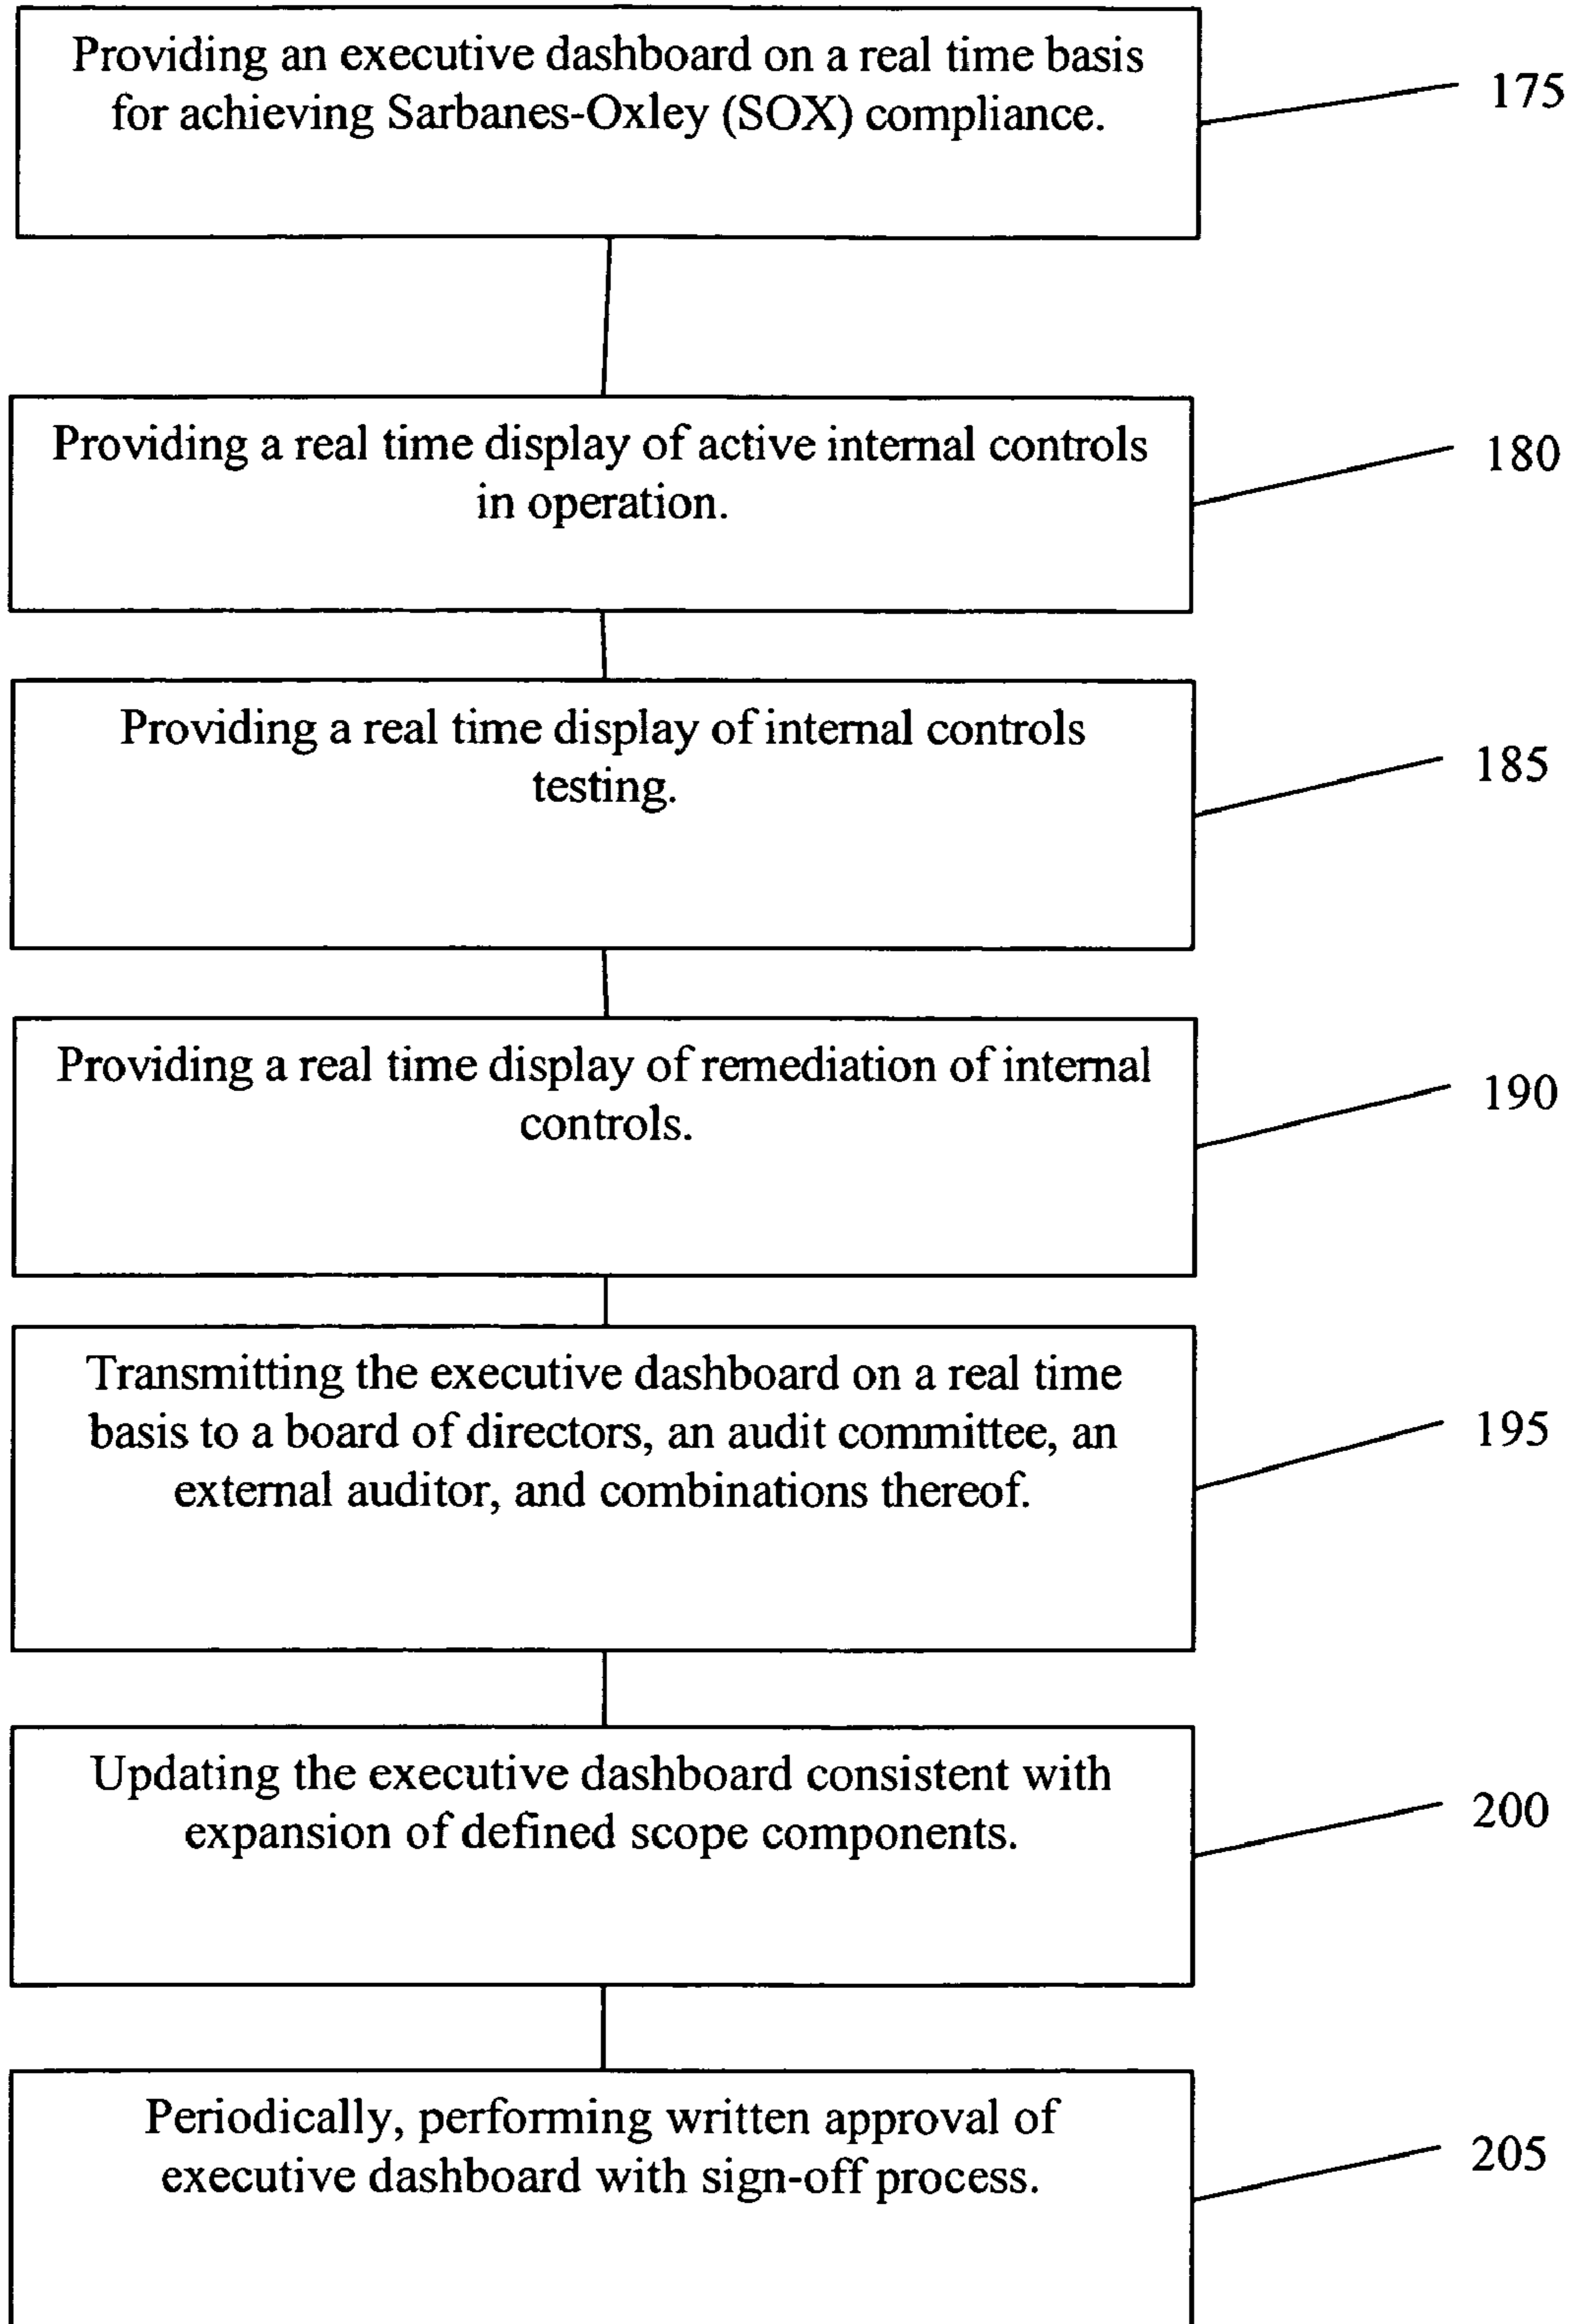 Providing an executive dashboard on a real time basis
for achieving Sarbanes-Oxley (SOX) compliance.
175
Providing a real time display of active internal controls
in operation.
180
Providing a real time display of internal controls
testing.
185
Providing a real time display of remediation of internal
controls.
190
Transmitting the executive dashboard on a real time
basis to a board of directors, an audit committee, an
external auditor, and combinations thereof.
195
Updating the executive dashboard consistent with
expansion of defined scope components.
200
Periodically, performing written approval of
executive dashboard with sign-off process.
205